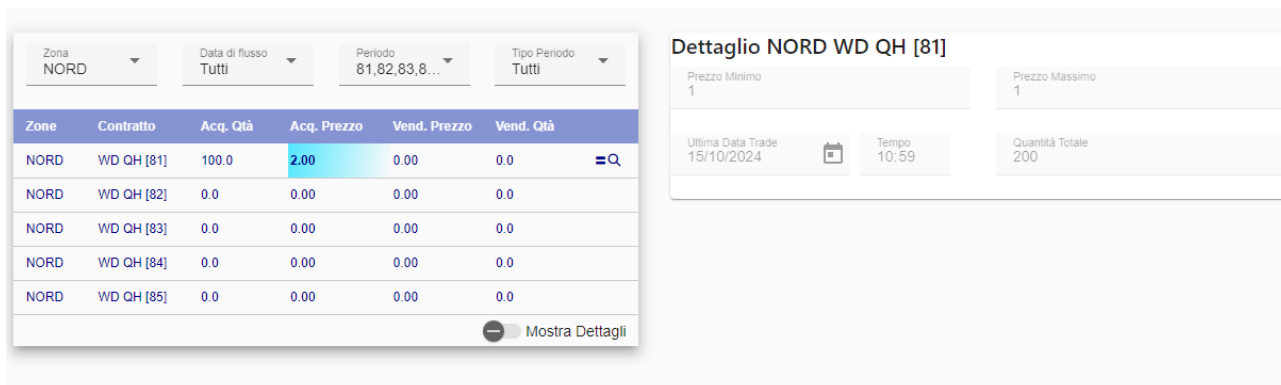 Zona Data di flusso Periodo Tipo Periodo
NORD Tutti 81,82,83,8... Tutti
Zone Contratto Acq. Qtà Acq. Prezzo Vend. Prezzo Vend. Qtà
NORD WD QH [81] 100.0 2.00 0.00 0.0
NORD WD QH [82] 0.0 0.00 0.00 0.0
NORD WD QH [83] 0.0 0.00 0.00 0.0
NORD WD QH [84] 0.0 0.00 0.00 0.0
NORD WD QH [85] 0.0 0.00 0.00 0.0
Mostra Dettagli
Dettaglio NORD WD QH [81]
Prezzo Minimo Prezzo Massimo
1 1
Ultima Data Trade Tempo Quantità Totale
15/10/2024 10:59 200